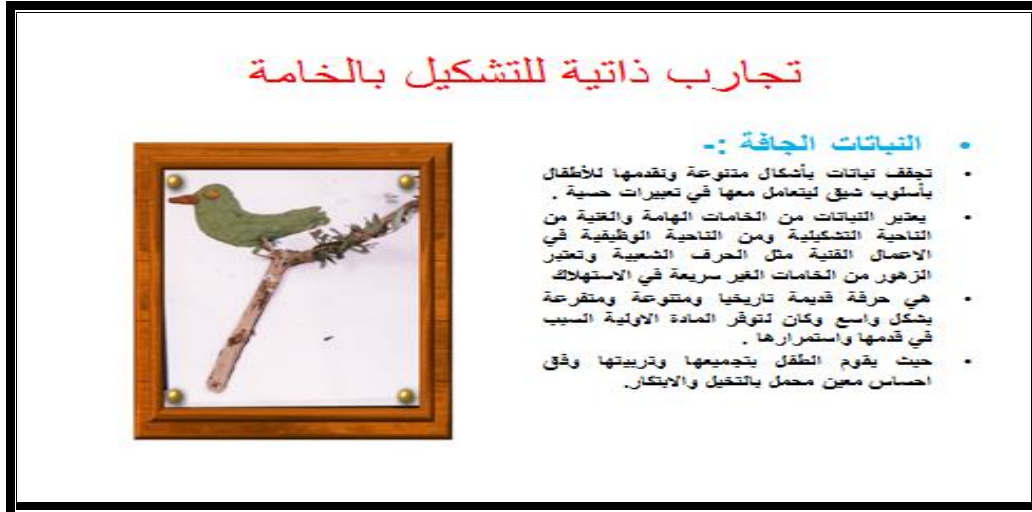 تجارب ذاتية للتشكيل بالخامة
• النباتات الجافة :-
• تجفف نباتات بأشكال متنوعة ونقدمها للأطفال
بأسلوب شيق ليتعامل معها في تعبيرات حسية .
• يعتبر النباتات من الخامات الهامة والغنية من
الناحية التشكيلية ومن الناحية الوظيفية في
الاعمال الفنية مثل الحرف الشعبية وتعتبر
الزهور من الخامات الغير سريعة في الاستهلاك
• هي حرفة قديمة تاريخيا ومتنوعة ومتفرعة
بشكل واسع وكان لتوفر المادة الاولية السبب
في قدمها واستمرارها .
• حيث يقوم الطفل بتجميعها وترتيبها وفق
احساس معين محمل بالتخيل والابتكار.